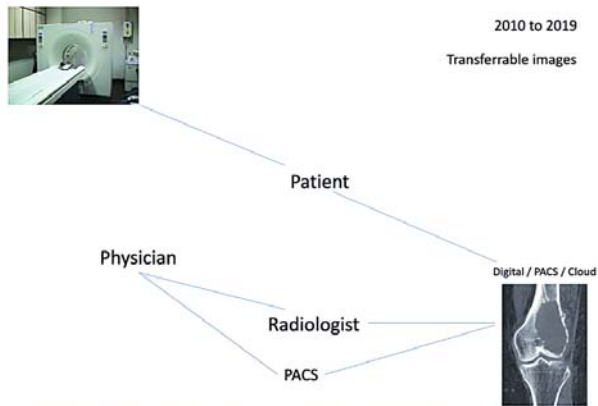 2010 to 2019
Transferrable images
Patient
Physician
Digital / PACS / Cloud
Radiologist
PACS